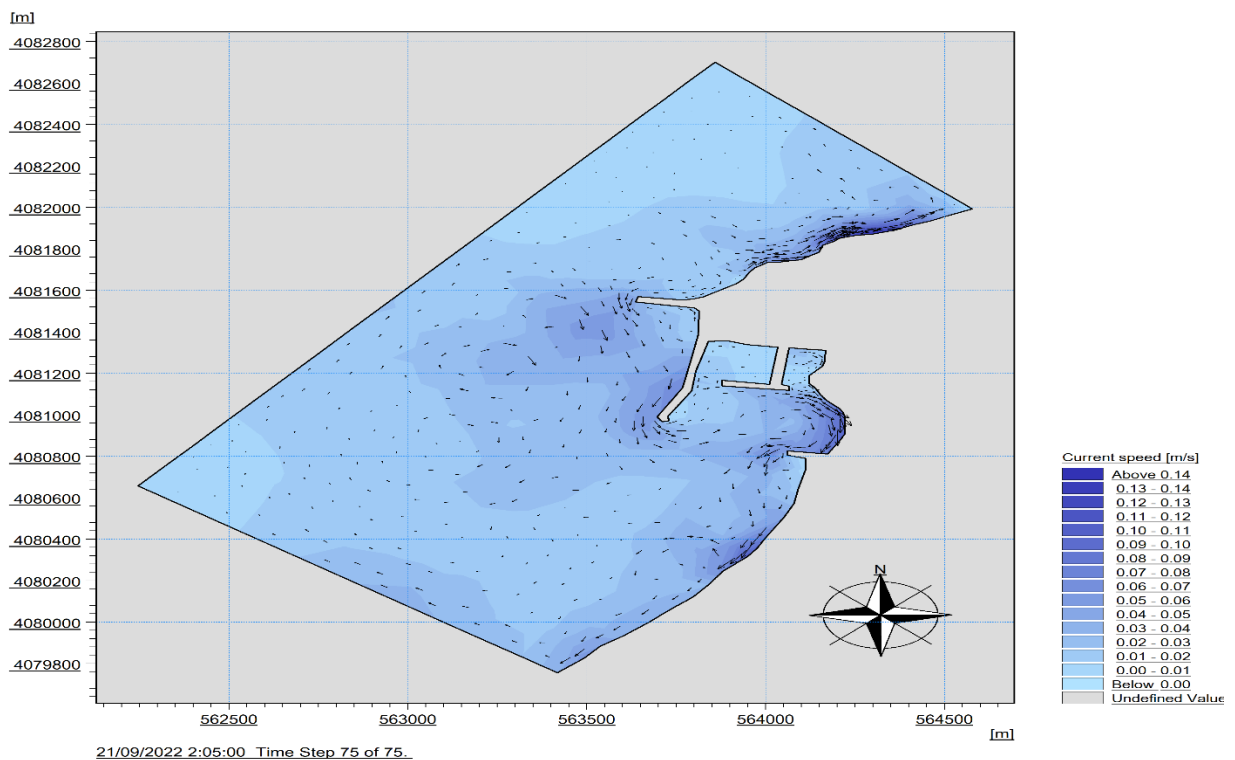 [m]
4082800
4082600
4082400
4082200
4082000
4081800
4081600
4081400
4081200
4081000
4080800
4080600
4080400
4080200
4080000
4079800
562500 563000 563500 564000 564500
[m]
21/09/2022 2:05:00 Time Step 75 of 75.
N
Current speed [m/s]
Above 0.14
0.13 - 0.14
0.12 - 0.13
0.11 - 0.12
0.10 - 0.11
0.09 - 0.10
0.08 - 0.09
0.07 - 0.08
0.06 - 0.07
0.05 - 0.06
0.04 - 0.05
0.03 - 0.04
0.02 - 0.03
0.01 - 0.02
0.00 - 0.01
Below 0.00
Undefined Value